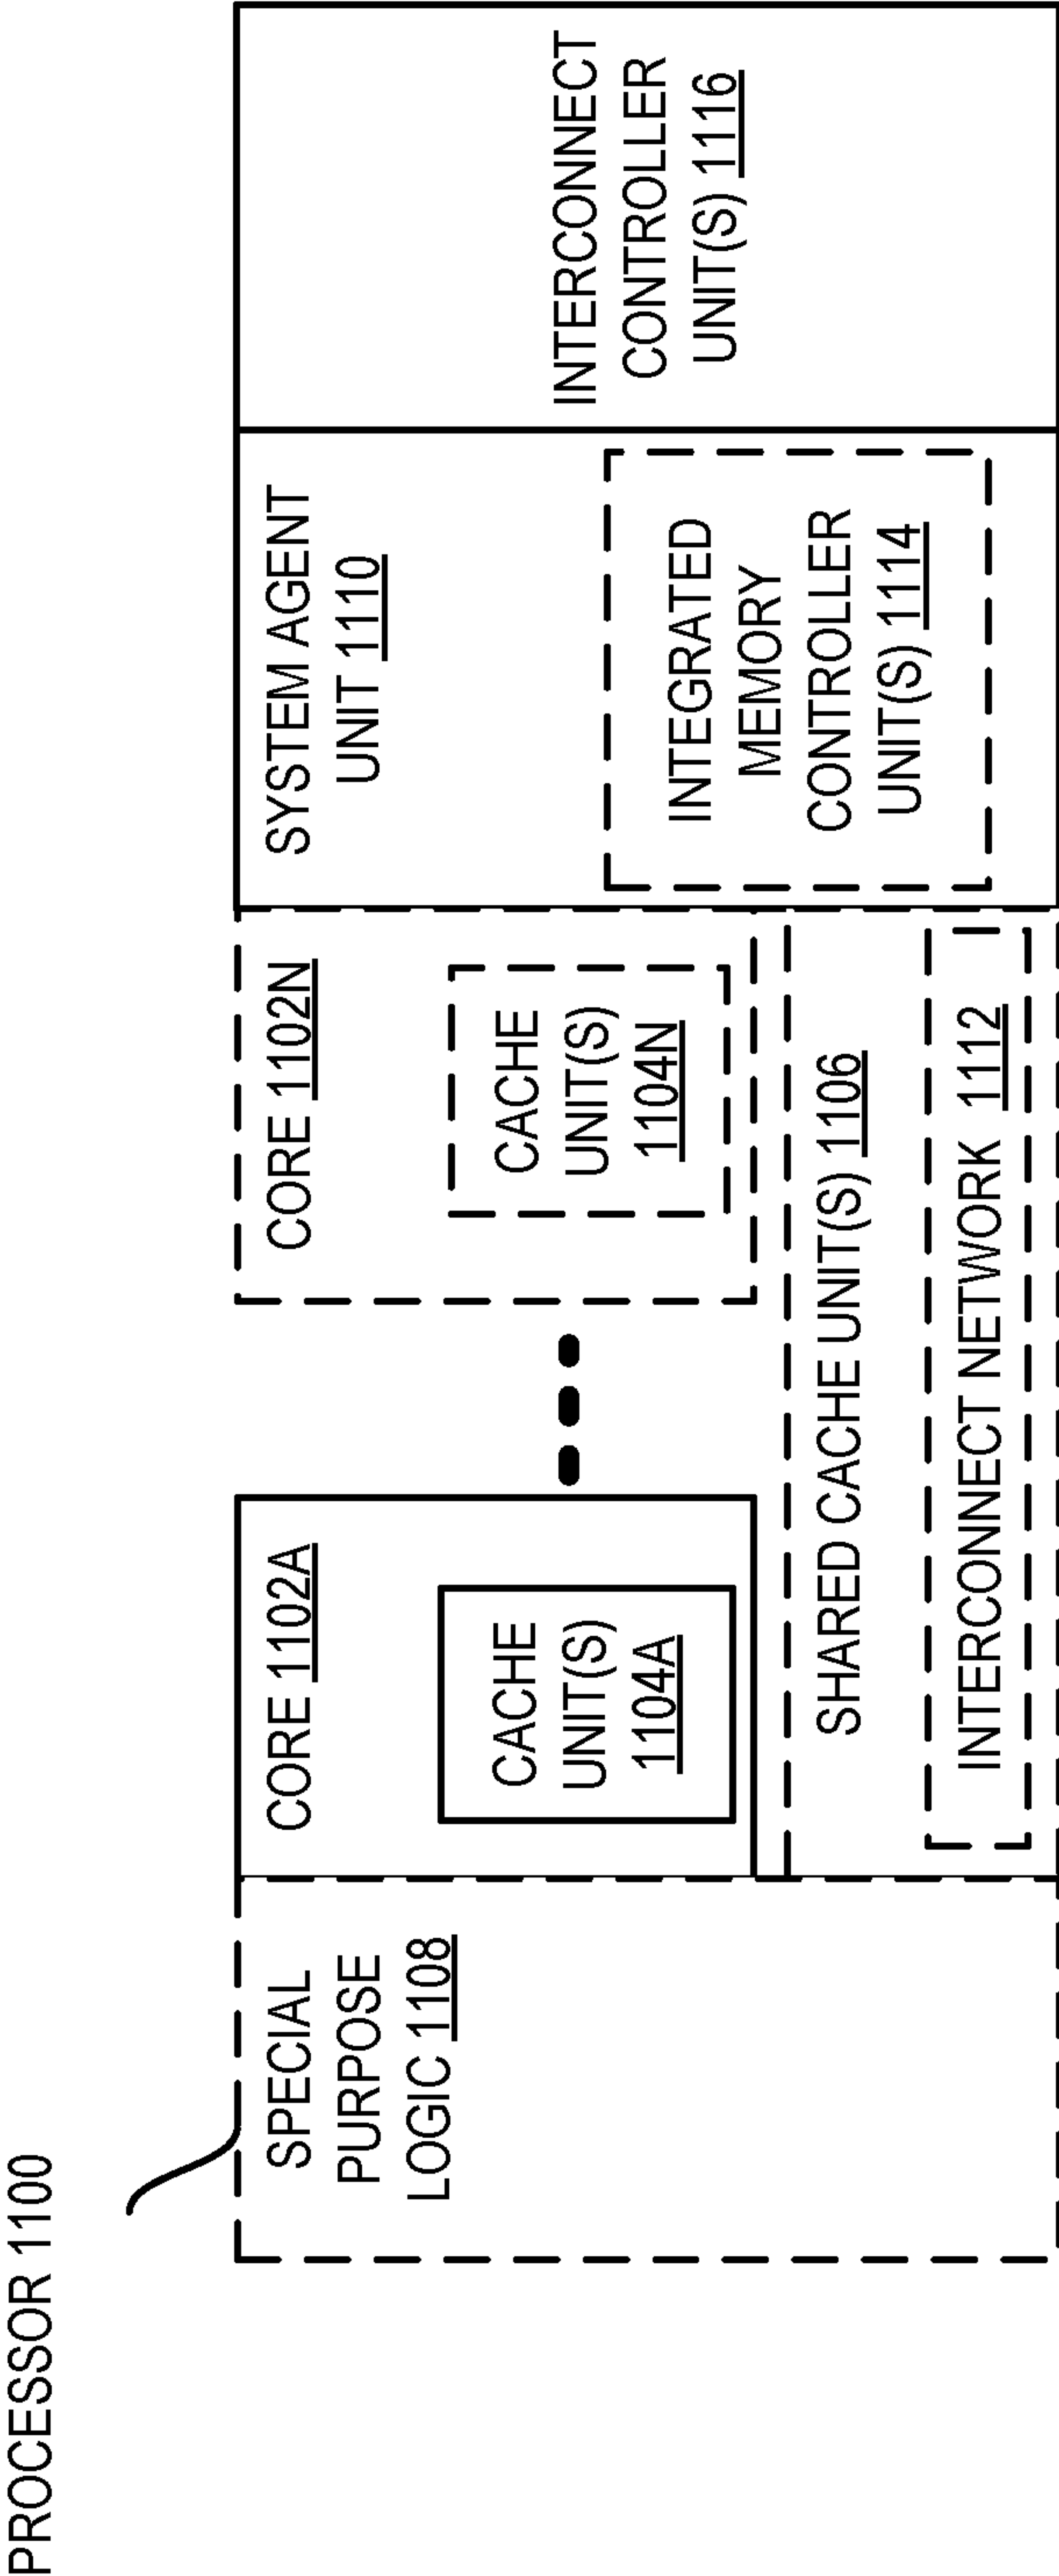 PROCESSOR 1100
SPECIAL
PURPOSE
LOGIC 1108
CORE 1102A
CACHE
UNIT(S)
1104A
CORE 1102N
CACHE
UNIT(S)
1104N
SHARED CACHE UNIT(S) 1106
INTERCONNECT NETWORK 1112
SYSTEM AGENT
UNIT 1110
INTEGRATED
MEMORY
CONTROLLER
UNIT(S) 1114
INTERCONNECT
CONTROLLER
UNIT(S) 1116